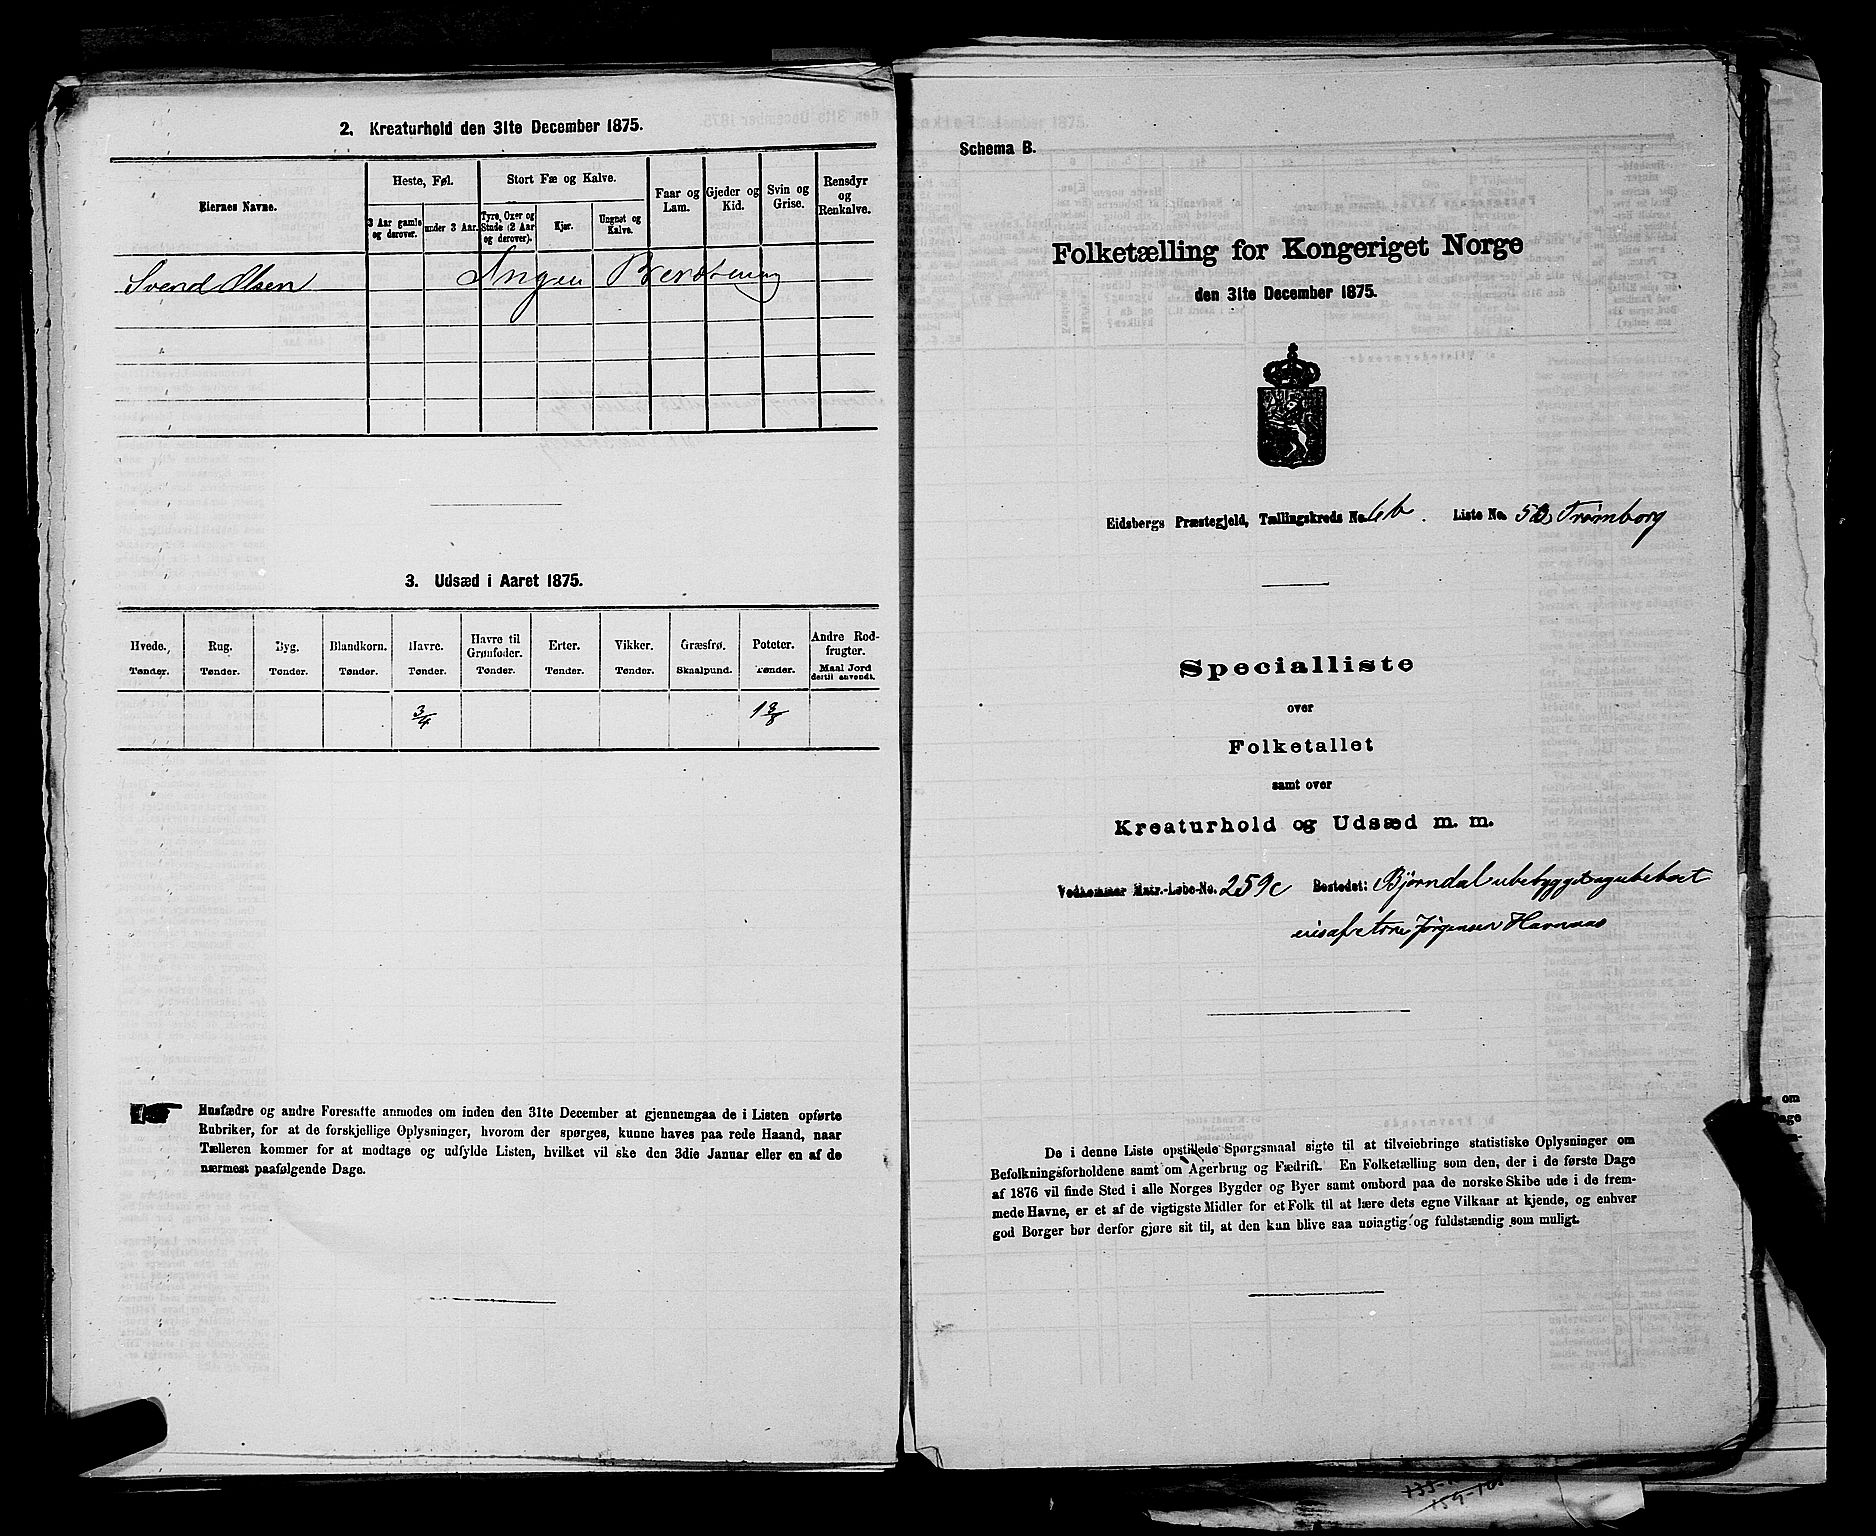 2. Kreaturhold den 31te December 1875.
Eiernes Navne.
Heste, Føl.
Stort Fæ og Kalve.
Faar og Lam.
Gjeder og Kid.
Svin og Grise.
Rensdyr og Renkalve.
3 Aar gamle og derover.
under 3 Aar.
Tyre, Oxer og Stude (2 Aar og derover).
Kjør.
Ungnøt og Kalve.
Svend Olsen
Ingen
3. Udsæd i Aaret 1875.
Hvede. Rug. Byg. Blandkorn. Havre. Havre til Grønfoder. Erter. Vikker. Græsfrø. Poteter. Andre Rodfrugter.
Tønder. Tønder. Tønder. Tønder. Tønder. Tønder. Tønder. Tønder. Skaalpund. Tønder. Maal Jord dertil anvendt.
3/4 1 3/8
Husfædre og andre Foresatte anmodes om inden den 31te December at gjennemgaa de i Listen opførte
Rubriker, for at de forskjellige Oplysninger, hvorom der spørges, kunne haves paa rede Haand, naar
Tælleren kommer for at modtage og udfylde Listen, hvilket vil ske den 3die Januar eller en af de
nærmest paafølgende Dage.
Schema B.
Folketælling for Kongeriget Norge
den 31te December 1875.
Eidsbergs Præstegjeld, Tællingskreds No. 6b. Liste No. Trømborg
Specialliste
over
Folketallet
samt over
Kreaturhold og Udsæd m. m.
Vedkommer Matr.-Løbe-No. 259c Bostedet: Bjørndal ubebygget og ubeboet
Jørgensen Havnaas
De i denne Liste opstillede Spørgsmaal sigte til at tilveiebringe statistiske Oplysninger om
Befolkningsforholdene samt om Agerbrug og Fædrift. En Folketælling som den, der i de første Dage
af 1876 vil finde Sted i alle Norges Bygder og Byer samt ombord paa de norske Skibe ude i de frem-
mede Havne, er et af de vigtigste Midler for et Folk til at lære dets egne Vilkaar at kjende, og enhver
god Borger bør derfor gjøre sit til, at den kan blive saa nøiagtig og fuldstændig som muligt.